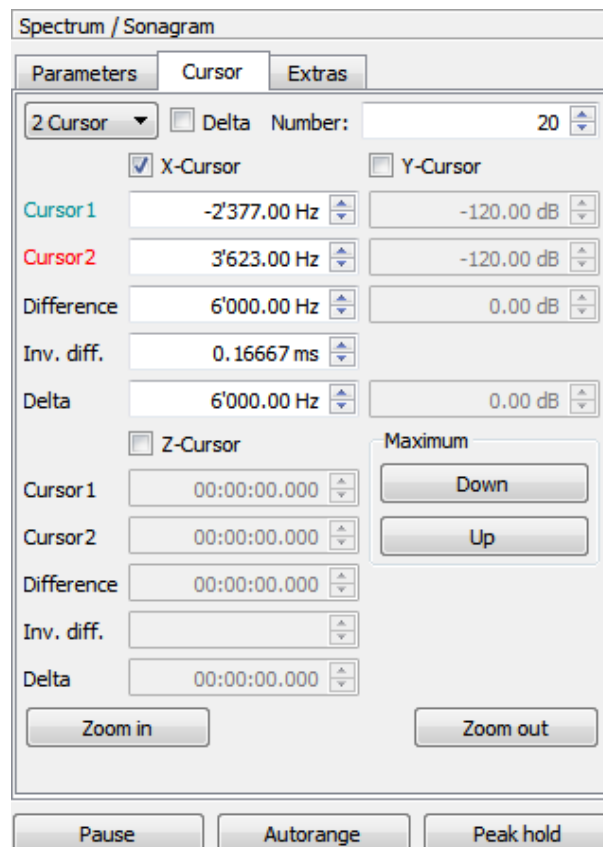 Spectrum / Sonagram
Parameters Cursor Extras
2 Cursor Delta Number: 20
X-Cursor Y-Cursor
Cursor1 -2'377.00 Hz -120.00 dB
Cursor2 3'623.00 Hz -120.00 dB
Difference 6'000.00 Hz 0.00 dB
Inv. diff. 0.16667 ms
Delta 6'000.00 Hz 0.00 dB
Z-Cursor Maximum
Cursor1 00:00:00.000 Down
Cursor2 00:00:00.000 Up
Difference 00:00:00.000
Inv. diff.
Delta 00:00:00.000
Zoom in Zoom out
Pause Autorange Peak hold